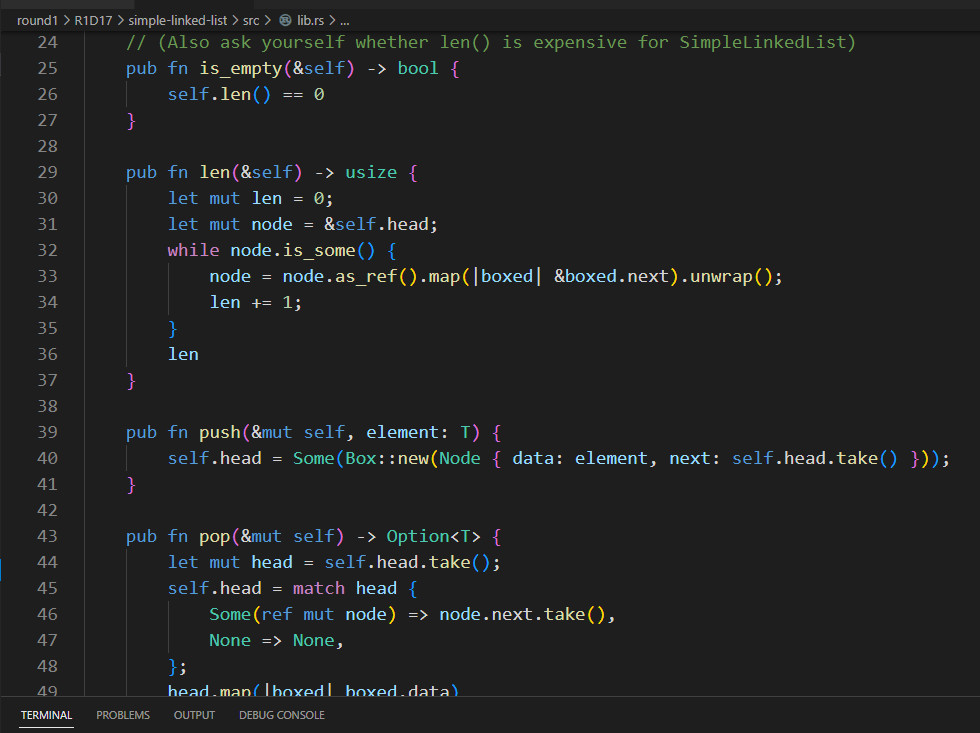 round1 > R1D17 > simple-linked-list > src > lib.rs > ...
24 // (Also ask yourself whether len() is expensive for SimpleLinkedList)
25 pub fn is_empty(&self) -> bool {
26 self.len() == 0
27 }
28
29 pub fn len(&self) -> usize {
30 let mut len = 0;
31 let mut node = &self.head;
32 while node.is_some() {
33 node = node.as_ref().map(|boxed| &boxed.next).unwrap();
34 len += 1;
35 }
36 len
37 }
38
39 pub fn push(&mut self, element: T) {
40 self.head = Some(Box::new(Node { data: element, next: self.head.take() }));
41 }
42
43 pub fn pop(&mut self) -> Option<T> {
44 let mut head = self.head.take();
45 self.head = match head {
46 Some(ref mut node) => node.next.take(),
47 None => None,
48 };
49 head.map(|boxed| boxed.data)
TERMINAL PROBLEMS OUTPUT DEBUG CONSOLE